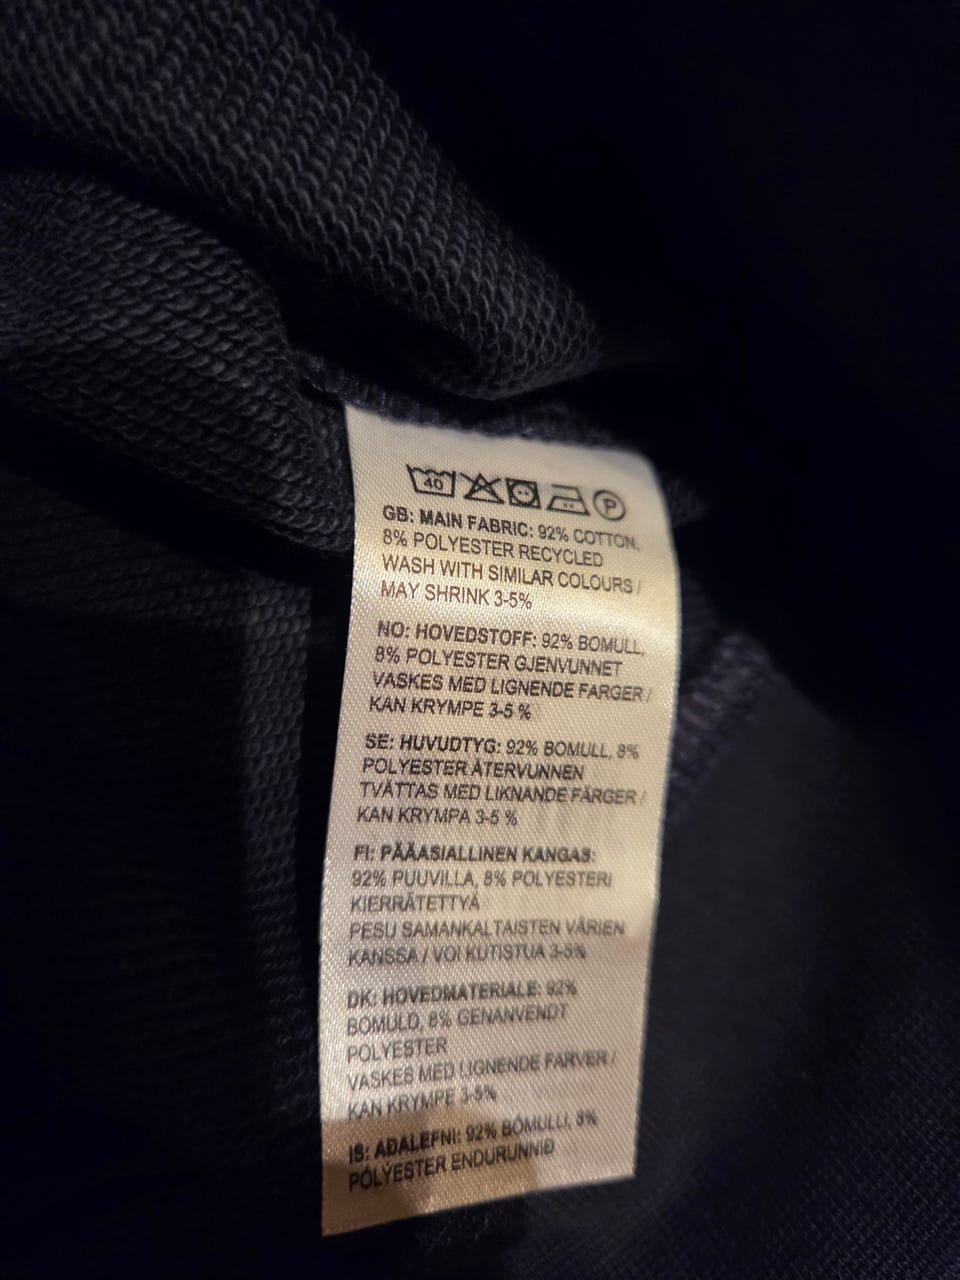 40 P
GB: MAIN FABRIC: 92% COTTON,
8% POLYESTER RECYCLED
WASH WITH SIMILAR COLOURS /
MAY SHRINK 3-5%
NO: HOVEDSTOFF: 92% BOMULL,
8% POLYESTER GJENVUNNET
VASKES MED LIGNENDE FARGER /
KAN KRYMPE 3-5 %
SE: HUVUDTYG: 92% BOMULL, 8%
POLYESTER ÅTERVUNNEN
TVÄTTAS MED LIKNANDE FÄRGER /
KAN KRYMPA 3-5 %
FI: PÄÄASIALLINEN KANGAS:
92% PUUVILLA, 8% POLYESTERI
KIERRÄTETTYÄ
PESU SAMANKALTAISTEN VÄRIEN
KANSSA / VOI KUTISTUA 3-5%
DK: HOVEDMATERIALE: 92%
BOMULD, 8% GENANVENDT
POLYESTER
VASKES MED LIGNENDE FARVER /
KAN KRYMPE 3-5%
IS: AÐALEFNI: 92% BÓMULLI, 8%
PÓLYESTER ENDURUNNIÐ